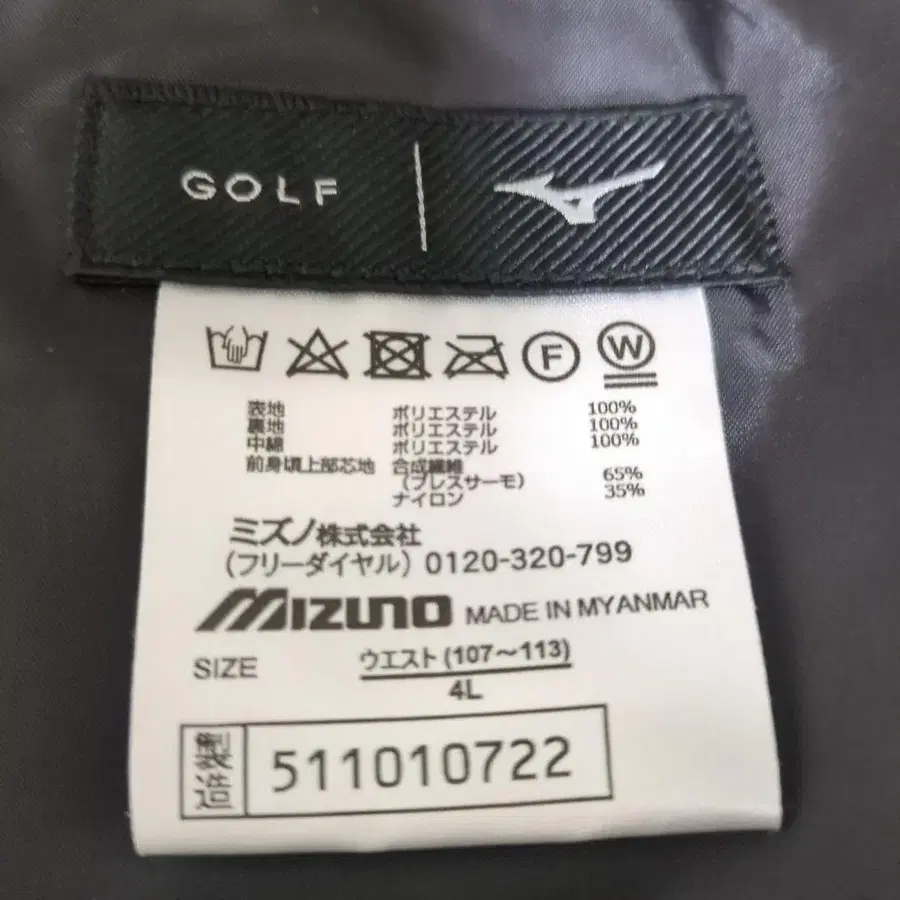 GOLF
F W
表地 ポリエステル 100%
裏地 ポリエステル 100%
中綿 ポリエステル 100%
前身頃上部芯地 合成繊維
(ブレスサーモ) 65%
ナイロン 35%
ミズノ株式会社
(フリーダイヤル) 0120-320-799
MIZUNO MADE IN MYANMAR
SIZE ウエスト(107～113)
4L
製造 511010722